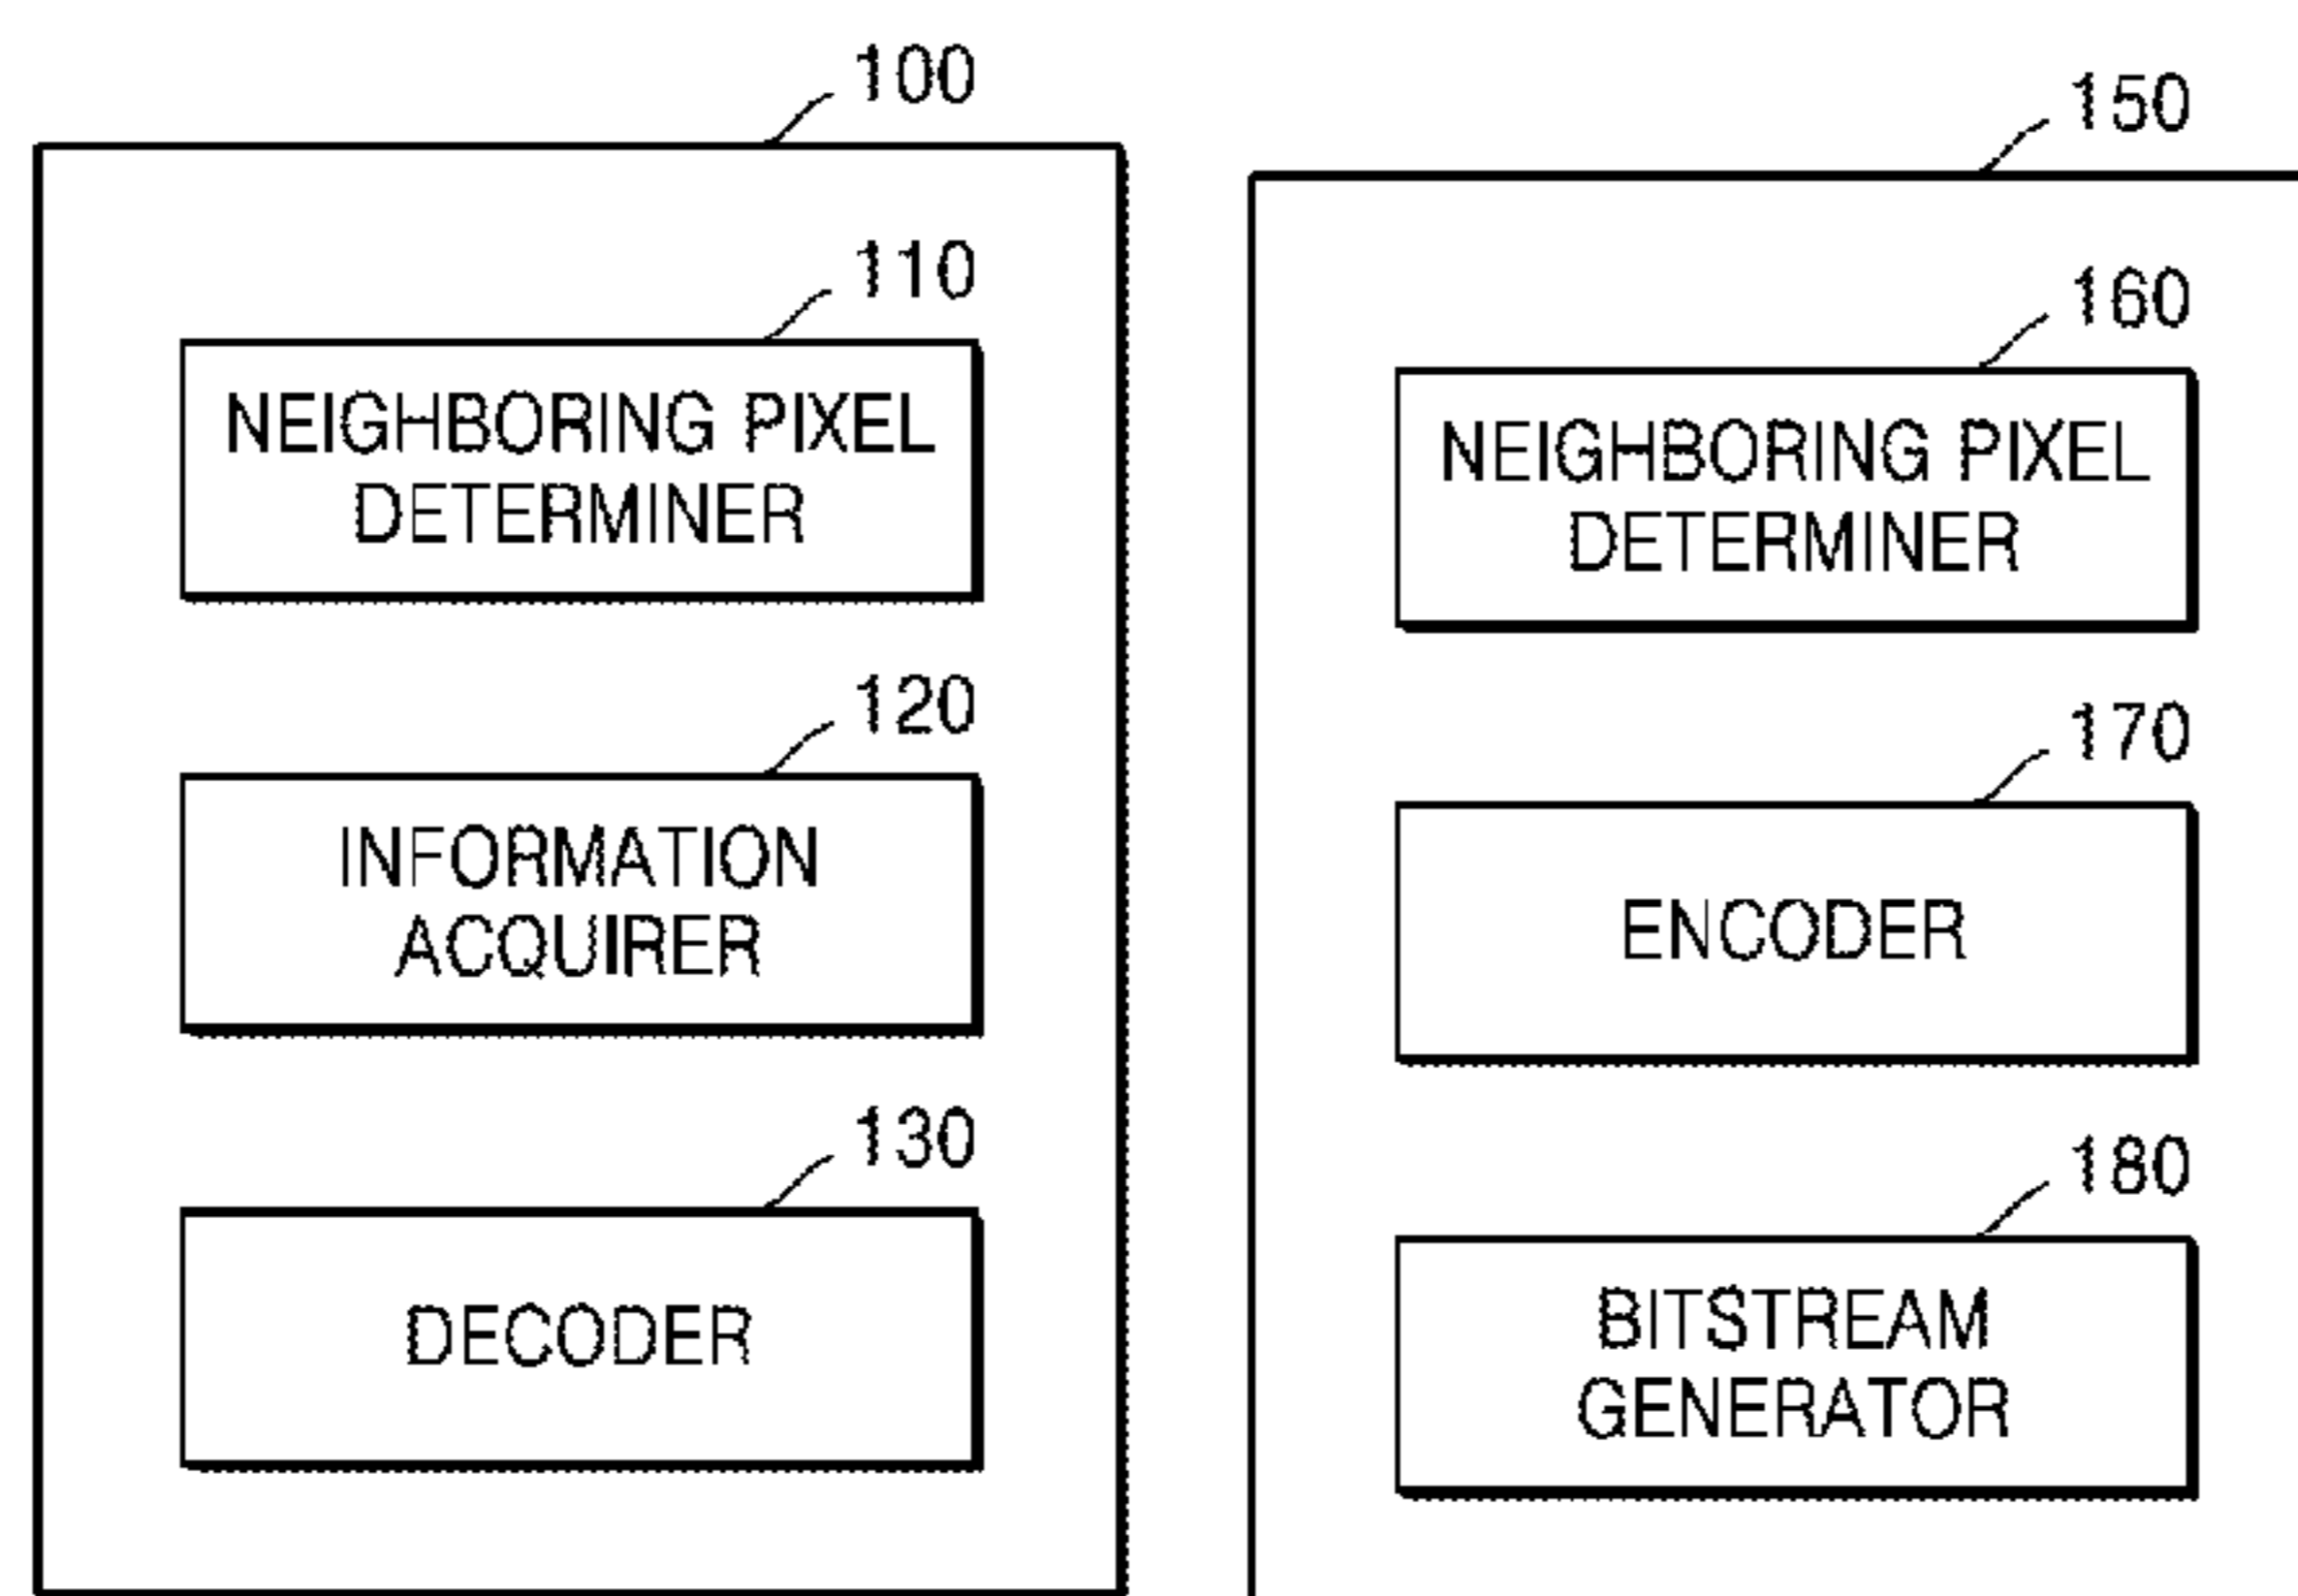 100
110
NEIGHBORING PIXEL
DETERMINER
120
INFORMATION
ACQUIRER
130
DECODER
150
160
NEIGHBORING PIXEL
DETERMINER
170
ENCODER
180
BITSTREAM
GENERATOR